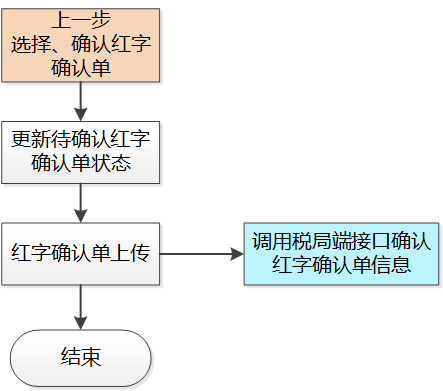 上一步
选择、确认红字
确认单
更新待确认红字
确认单状态
红字确认单上传
调用税局端接口确认
红字确认单信息
结束